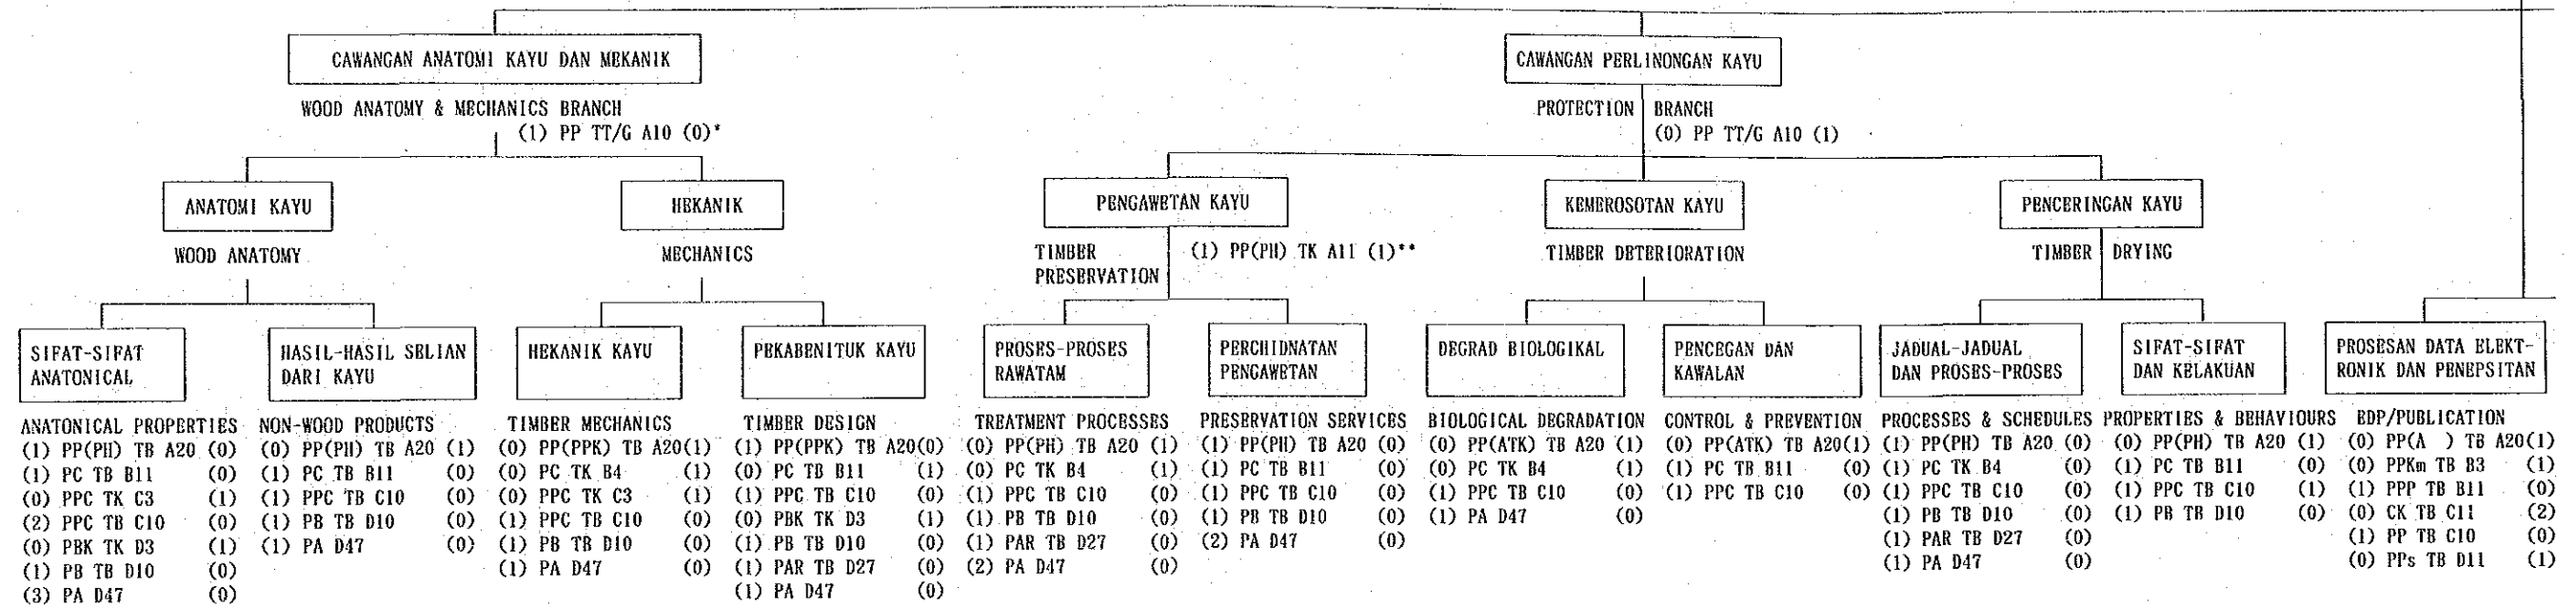 CAWANGAN ANATOMI KAYU DAN MEKANIK
WOOD ANATOMY & MECHANICS BRANCH
(1) PP TT/G A10 (0)*
CAWANGAN PERLINONGAN KAYU
PROTECTION BRANCH
(0) PP TT/G A10 (1)
ANATOMI KAYU
WOOD ANATOMY
HEKANIK
MECHANICS
PENGAWETAN KAYU
TIMBER
PRESERVATION
(1) PP(PH) TK A11 (1)**
KEMEROSOTAN KAYU
TIMBER DETERIORATION
PENCERINGAN KAYU
TIMBER DRYING
SIFAT-SIFAT
ANATONICAL
ANATONICAL PROPERTIES
(1) PP(PH) TB A20 (0)
(1) PC TB B11 (0)
(0) PPC TK C3 (1)
(2) PPC TB C10 (0)
(0) PBK TK D3 (1)
(1) PB TB D10 (0)
(3) PA D47 (0)
HASIL-HASIL SELIAN
DARI KAYU
NON-WOOD PRODUCTS
(0) PP(PH) TB A20 (1)
(1) PC TB B11 (0)
(1) PPC TB C10 (0)
(1) PB TB D10 (0)
(1) PA D47 (0)
HEKANIK KAYU
TIMBER MECHANICS
(0) PP(PPK) TB A20(1)
(0) PC TK B4 (1)
(0) PPC TK C3 (1)
(1) PPC TB C10 (0)
(1) PB TB D10 (0)
(1) PA D47 (0)
PEKABENITUK KAYU
TIMBER DESIGN
(1) PP(PPK) TB A20(0)
(0) PC TB B11 (1)
(1) PPC TB C10 (0)
(0) PBK TK D3 (1)
(1) PB TB D10 (0)
(1) PAR TB D27 (0)
(1) PA D47 (0)
PROSES-PROSES
RAWATAM
TREATMENT PROCESSES
(0) PP(PH) TB A20 (1)
(0) PC TK B4 (1)
(1) PPC TB C10 (0)
(1) PB TB D10 (0)
(1) PAR TB D27 (0)
(2) PA D47 (0)
PERCHIDNATAN
PENGAWETAN
PRESERVATION SERVICES
(1) PP(PH) TB A20 (0)
(1) PC TB B11 (0)
(1) PPC TB C10 (0)
(1) PB TB D10 (0)
(2) PA D47 (0)
DEGRAD BIOLOGIKAL
BIOLOGICAL DEGRADATION
(0) PP(ATK) TB A20 (1)
(0) PC TK B4 (1)
(1) PPC TB C10 (0)
(1) PA D47 (0)
PENCEGAN DAN
KAWALAN
CONTROL & PREVENTION
(0) PP(ATK) TB A20(1)
(1) PC TB B11 (0)
(1) PPC TB C10 (0)
JADUAL-JADUAL
DAN PROSES-PROSES
PROCESSES & SCHEDULES
(1) PP(PH) TB A20 (0)
(1) PC TK B4 (0)
(1) PPC TB C10 (0)
(1) PB TB D10 (0)
(1) PAR TB D27 (0)
(1) PA D47 (0)
SIFAT-SIFAT
DAN KELAKUAN
PROPERTIES & BEHAVIOURS
(0) PP(PH) TB A20 (1)
(1) PC TB B11 (0)
(1) PPC TB C10 (1)
(1) PB TB D10 (0)
PROSESAN DATA ELEKT-
RONIK DAN PENEPSITAN
EDP/PUBLICATION
(0) PP(A ) TB A20(1)
(0) PPKm TB B3 (1)
(1) PPP TB B11 (0)
(0) CK TB C11 (2)
(1) PP TB C10 (0)
(0) PPs TB D11 (1)